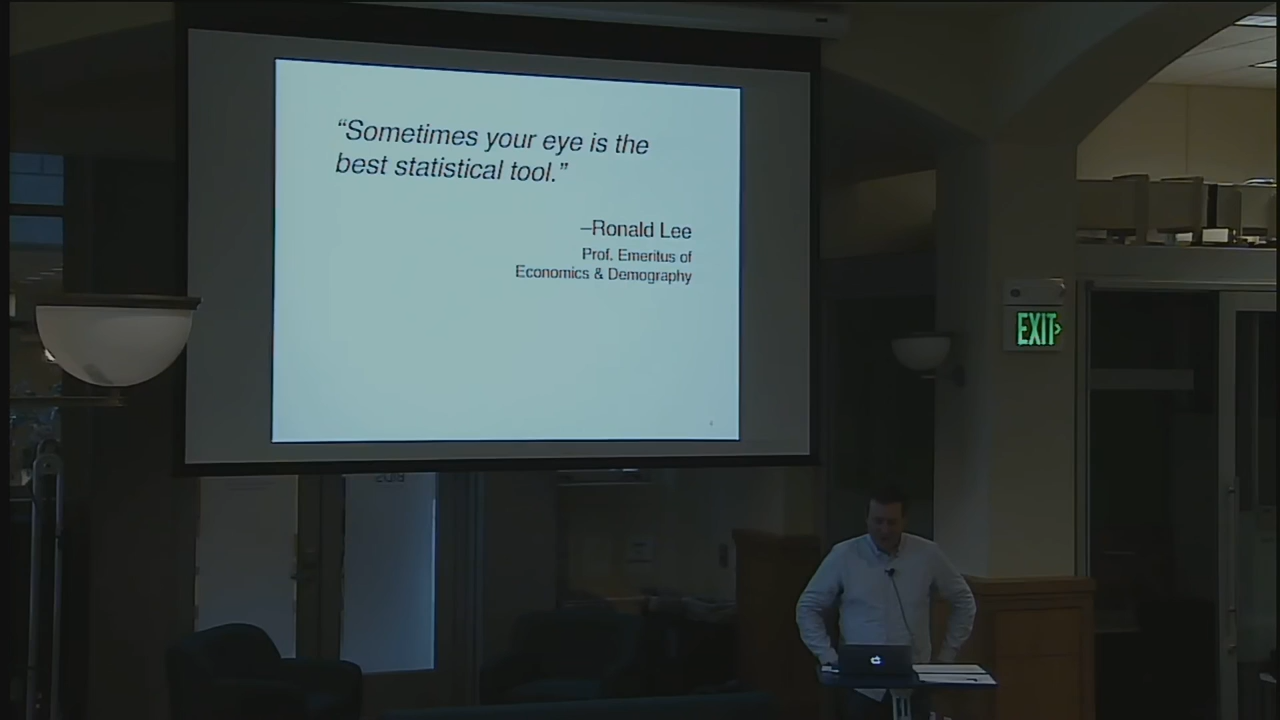 “Sometimes your eye is the
best statistical tool.”
–Ronald Lee
Prof. Emeritus of
Economics & Demography
EXIT